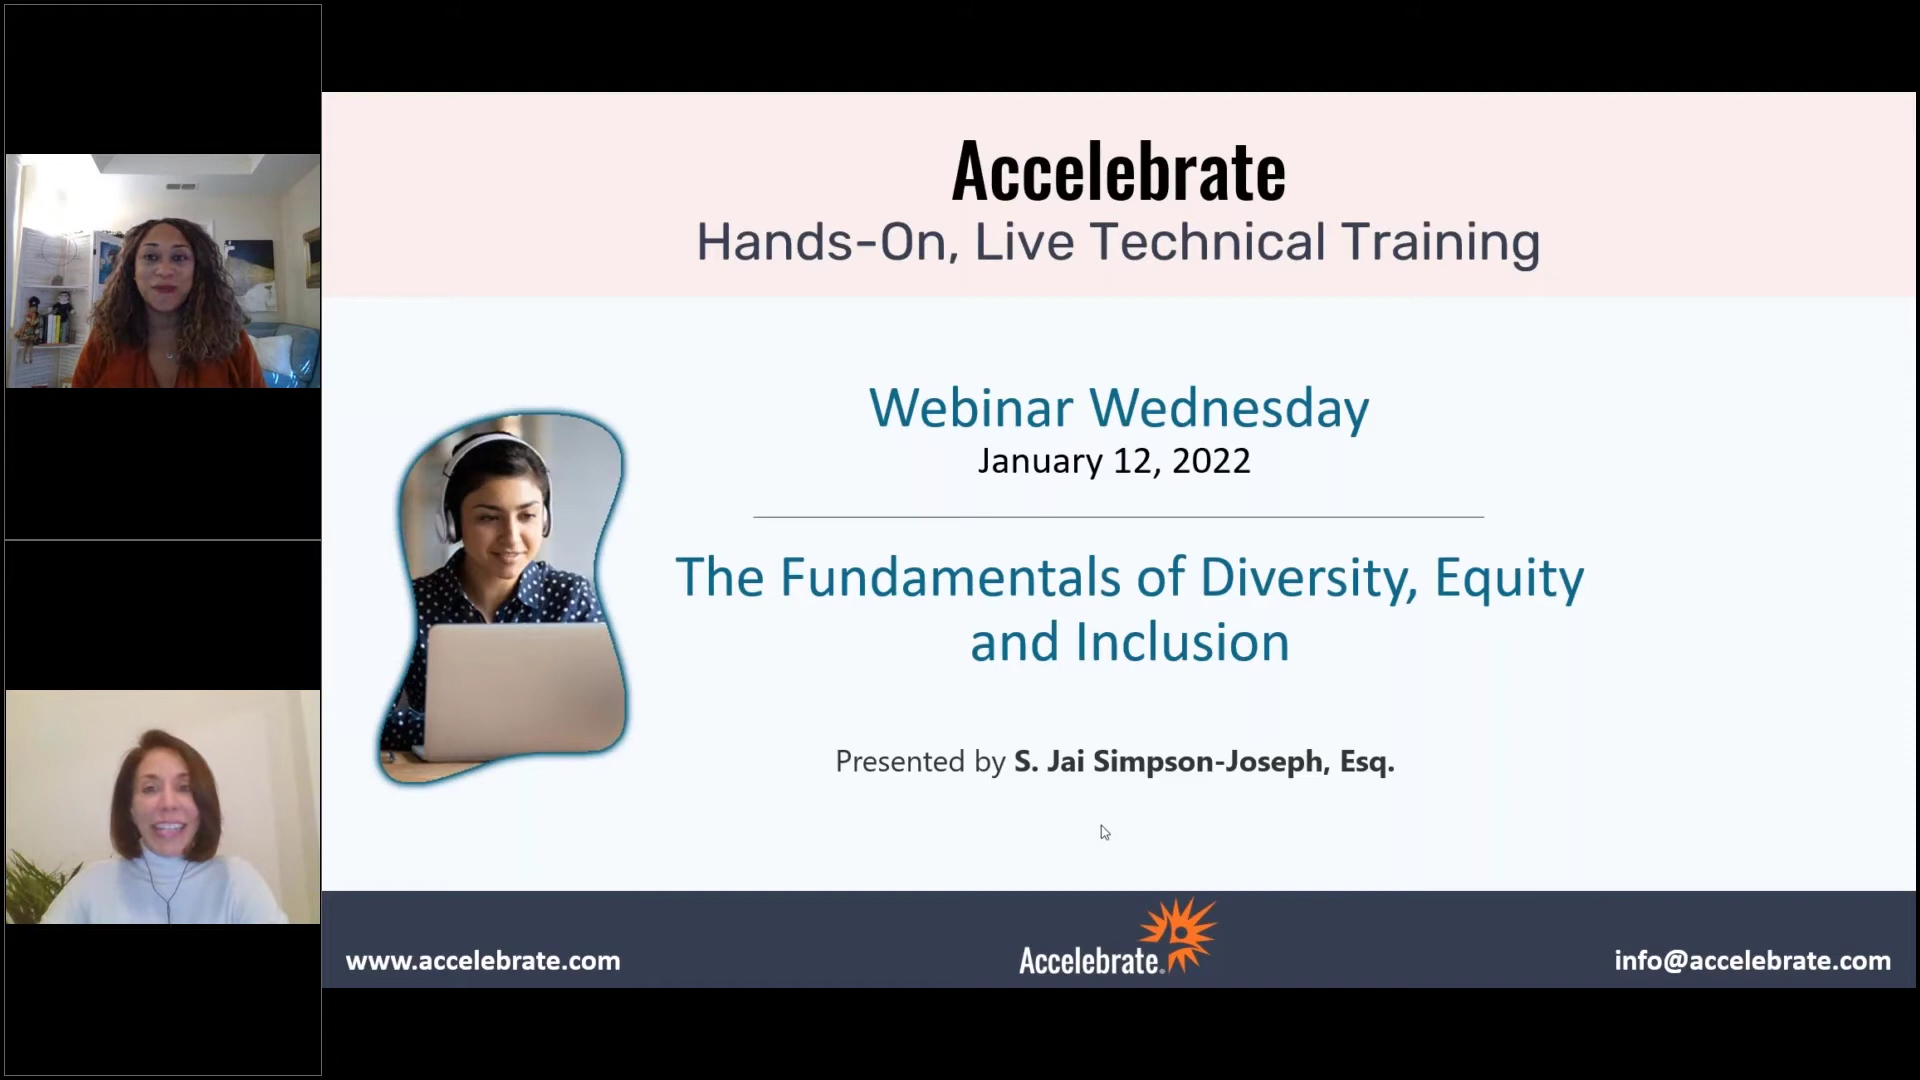 Accelebrate
Hands-On, Live Technical Training
Webinar Wednesday
January 12, 2022
The Fundamentals of Diversity, Equity
and Inclusion
Presented by S. Jai Simpson-Joseph, Esq.
www.accelebrate.com
Accelebrate.
info@accelebrate.com